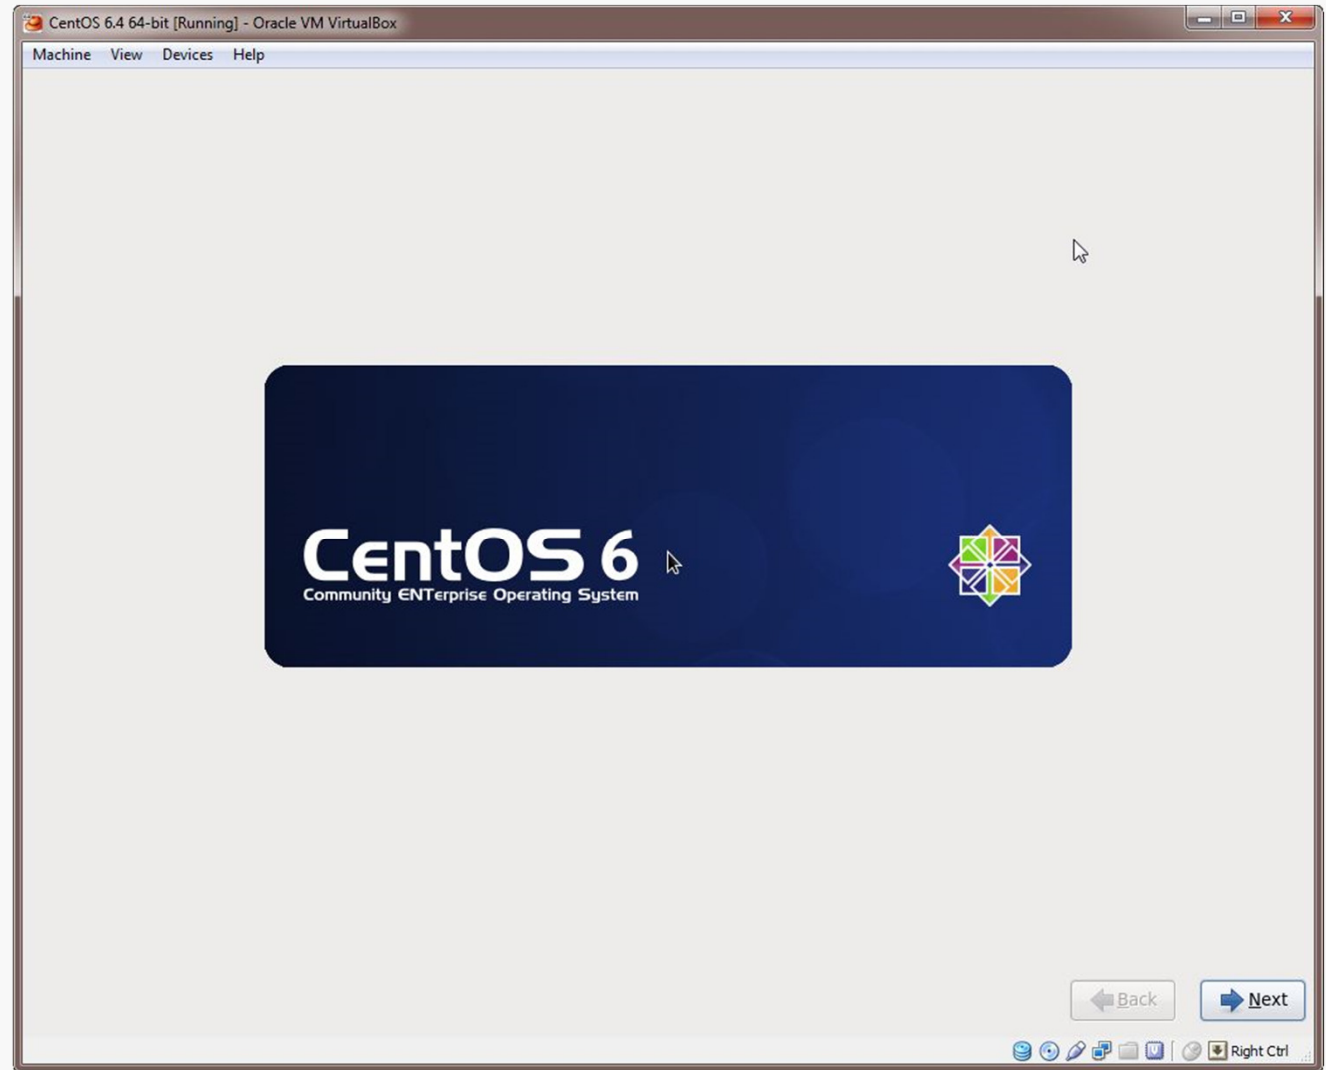 CentOS 6.4 64-bit [Running] - Oracle VM VirtualBox
Machine View Devices Help
CentOS 6
Community ENTerprise Operating System
Back Next
Right Ctrl